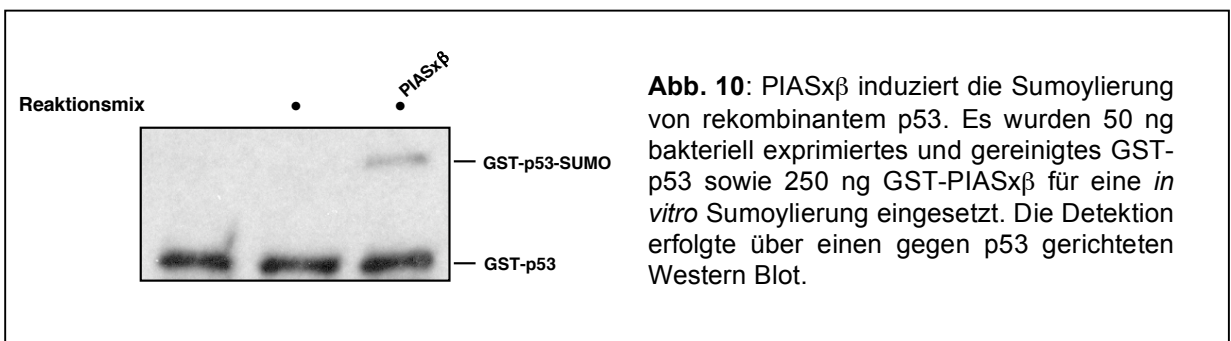 PIASxβ
Reaktionsmix • •
GST-p53-SUMO
GST-p53
Abb. 10: PIASxβ induziert die Sumoylierung
von rekombinantem p53. Es wurden 50 ng
bakteriell exprimiertes und gereinigtes GST-
p53 sowie 250 ng GST-PIASxβ für eine in
vitro Sumoylierung eingesetzt. Die Detektion
erfolgte über einen gegen p53 gerichteten
Western Blot.